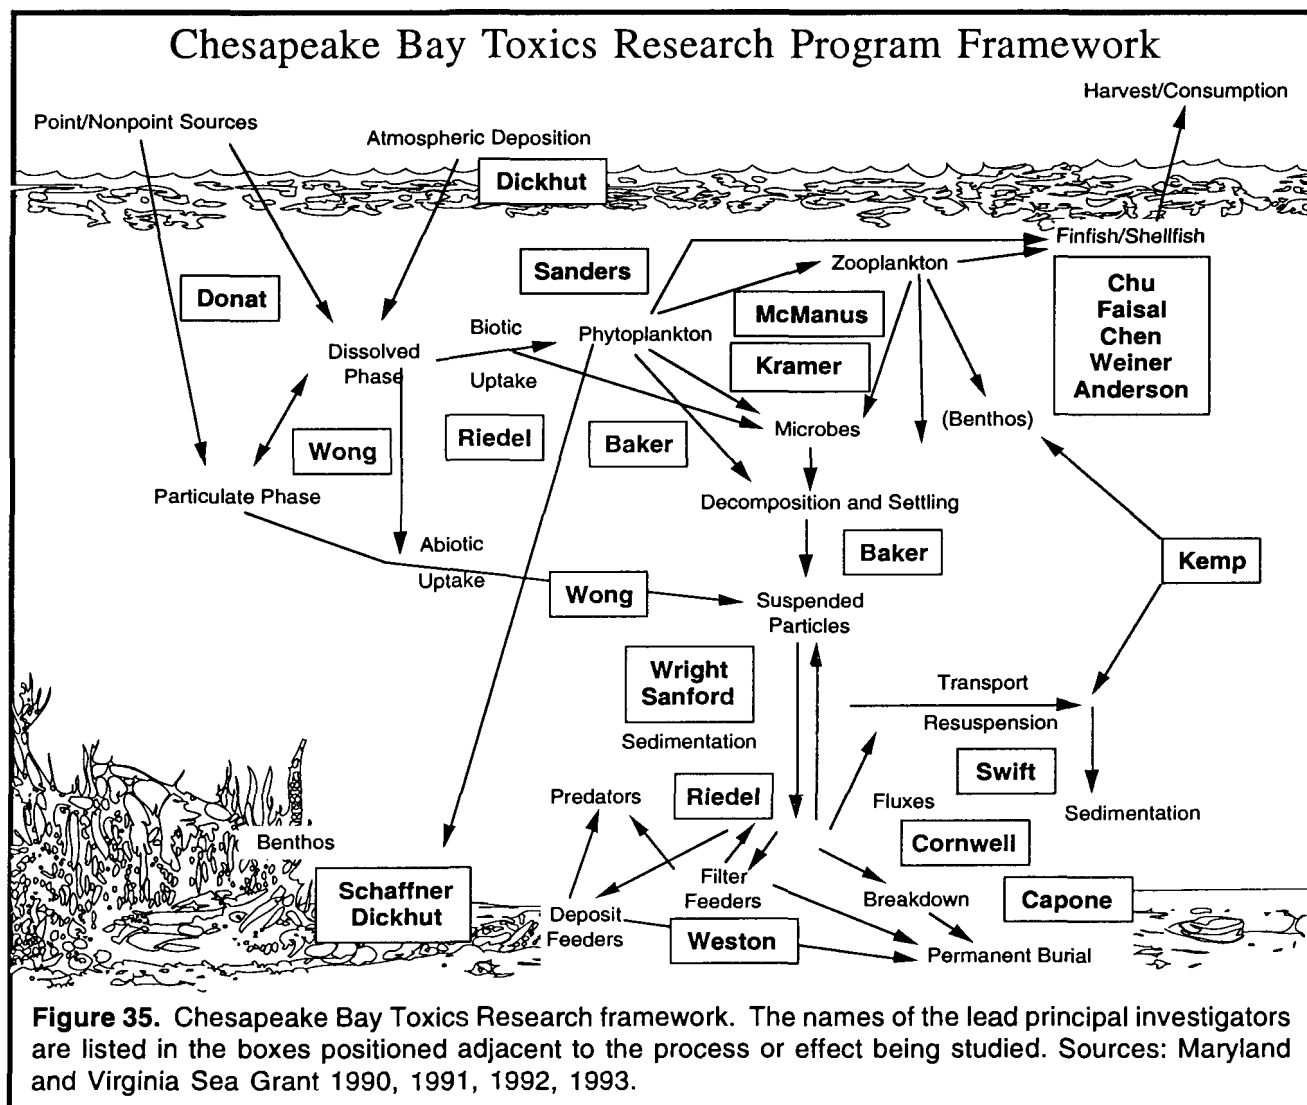 Chesapeake Bay Toxics Research Program Framework
Harvest/Consumption
Point/Nonpoint Sources
Atmospheric Deposition
Dickhut
Finfish/Shellfish
Sanders
Zooplankton
Donat
Chu
Faisal
Chen
Weiner
Anderson
McManus
Biotic
Uptake
Phytoplankton
Dissolved
Phase
Kramer
Riedel
Baker
Microbes
(Benthos)
Wong
Particulate Phase
Decomposition and Settling
Abiotic
Uptake
Baker
Kemp
Wong
Suspended
Particles
Wright
Sanford
Sedimentation
Transport
Resuspension
Swift
Predators
Riedel
Fluxes
Sedimentation
Benthos
Cornwell
Schaffner
Dickhut
Filter
Feeders
Breakdown
Capone
Deposit
Feeders
Weston
Permanent Burial
Figure 35. Chesapeake Bay Toxics Research framework. The names of the lead principal investigators
are listed in the boxes positioned adjacent to the process or effect being studied. Sources: Maryland
and Virginia Sea Grant 1990, 1991, 1992, 1993.